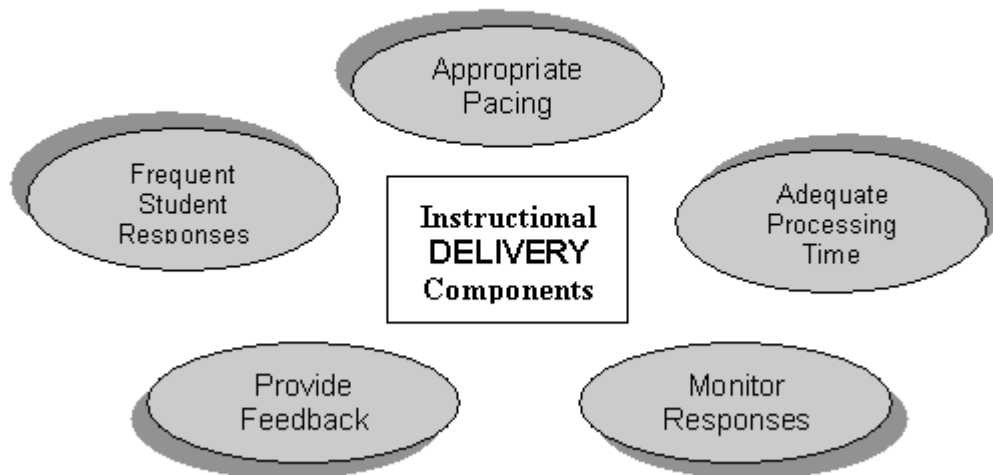 Appropriate
Pacing
Frequent
Student
Responses
Instructional
DELIVERY
Components
Adequate
Processing
Time
Provide
Feedback
Monitor
Responses